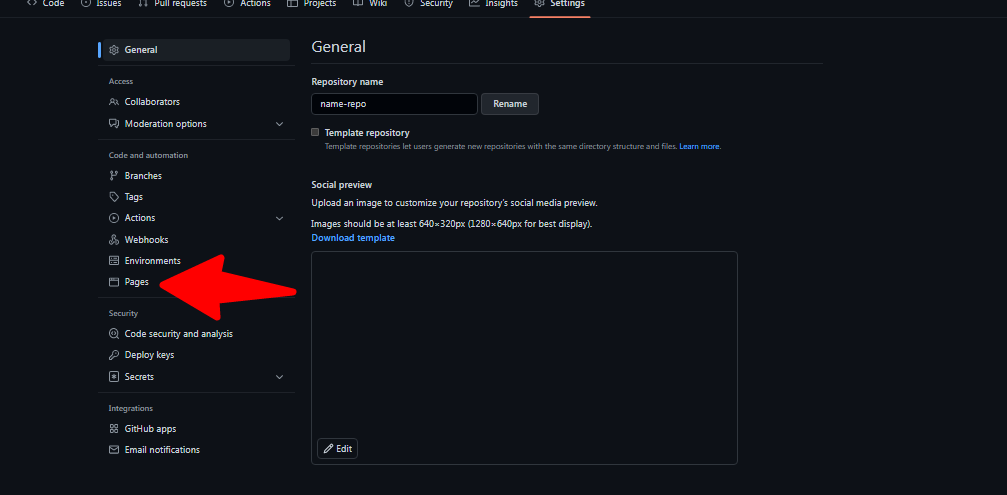 Code Issues Pull requests Actions Projects Wiki Security Insights Settings
General
Access
Collaborators
Moderation options
Code and automation
Branches
Tags
Actions
Webhooks
Environments
Pages
Security
Code security and analysis
Deploy keys
Secrets
Integrations
GitHub apps
Email notifications
General
Repository name
name-repo Rename
Template repository
Template repositories let users generate new repositories with the same directory structure and files. Learn more.
Social preview
Upload an image to customize your repository's social media preview.
Images should be at least 640×320px (1280×640px for best display).
Download template
Edit